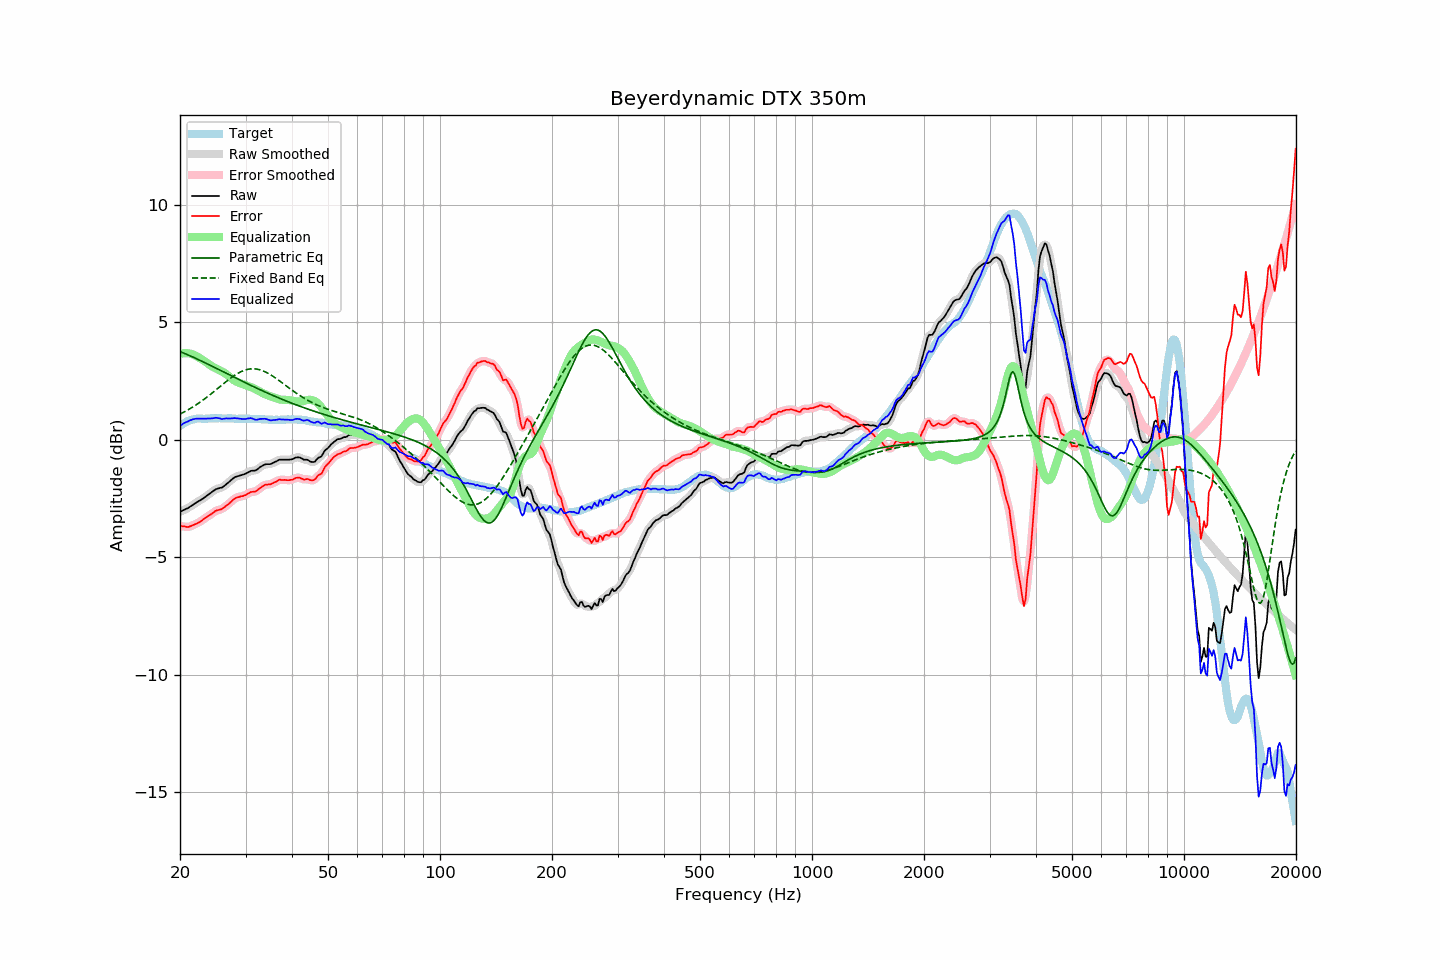 Beyerdynamic DTX 350m
Target
Raw Smoothed
Error Smoothed
Raw
Error
Equalization
Parametric Eq
Fixed Band Eq
Equalized
Amplitude (dBr)
10
5
0
−5
−10
−15
20
50
100
200
500
1000
2000
5000
10000
20000
Frequency (Hz)